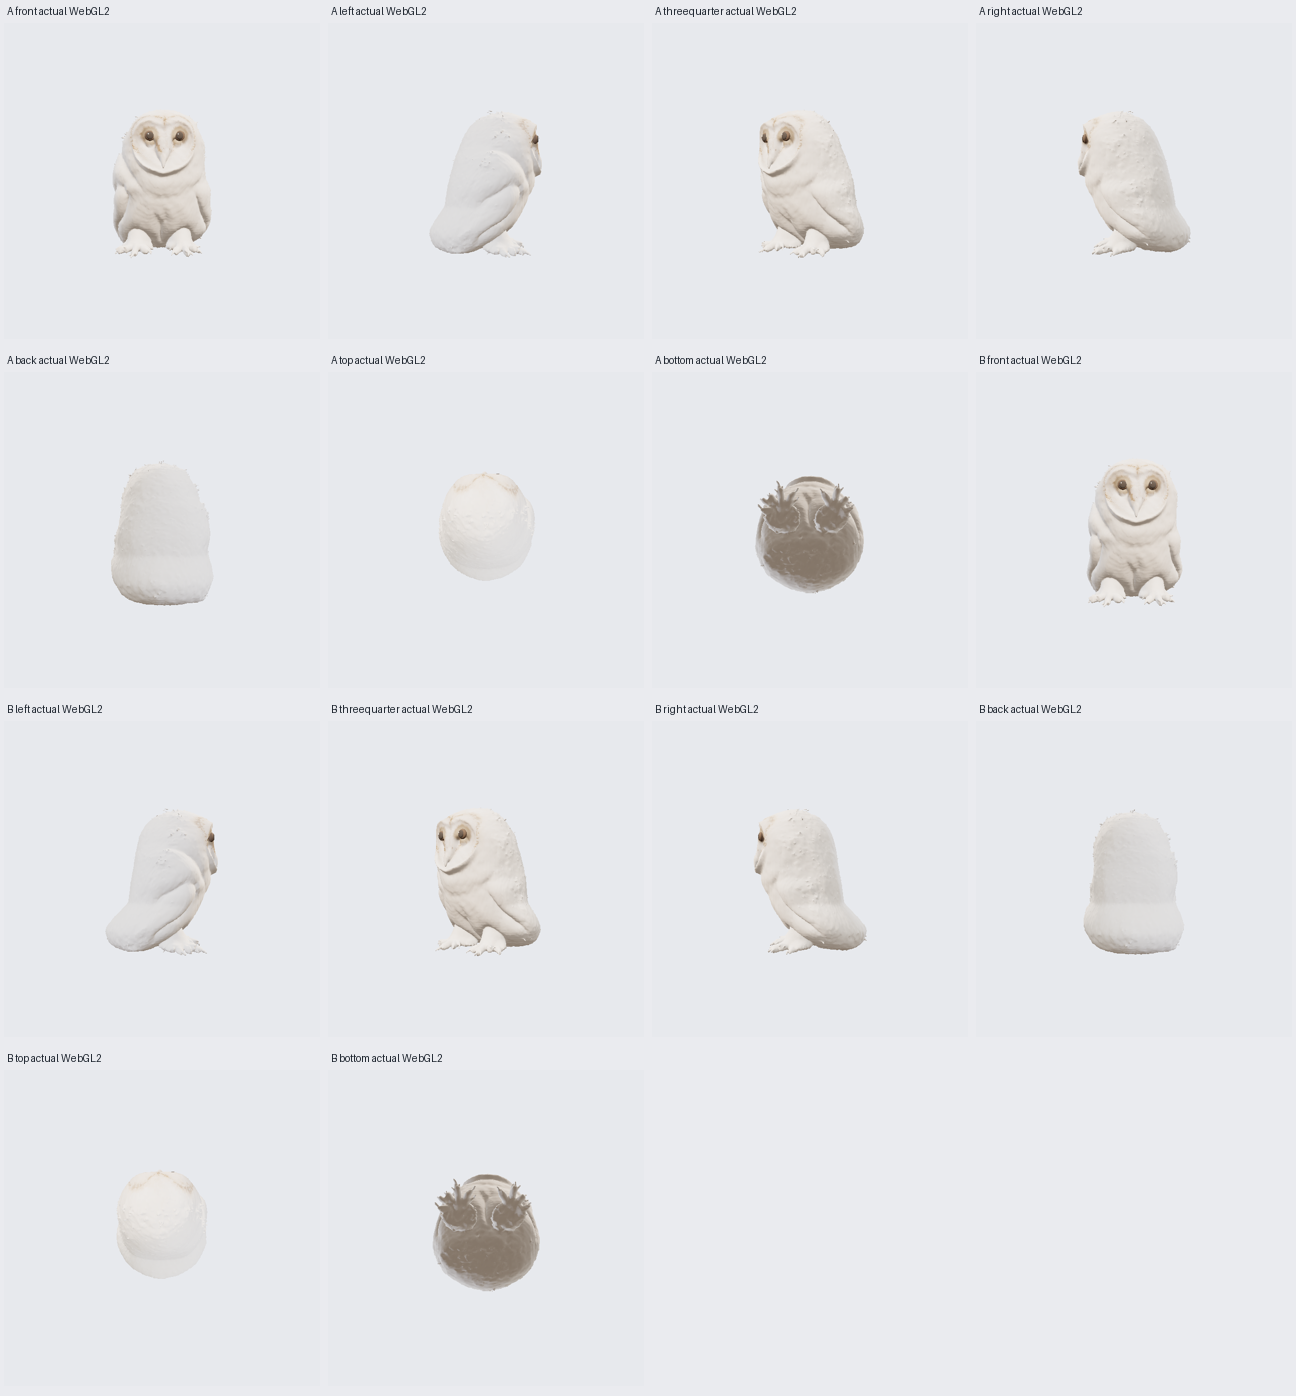 A front actual WebGL2
A left actual WebGL2
A threequarter actual WebGL2
A right actual WebGL2
A back actual WebGL2
A top actual WebGL2
A bottom actual WebGL2
B front actual WebGL2
B left actual WebGL2
B threequarter actual WebGL2
B right actual WebGL2
B back actual WebGL2
B top actual WebGL2
B bottom actual WebGL2